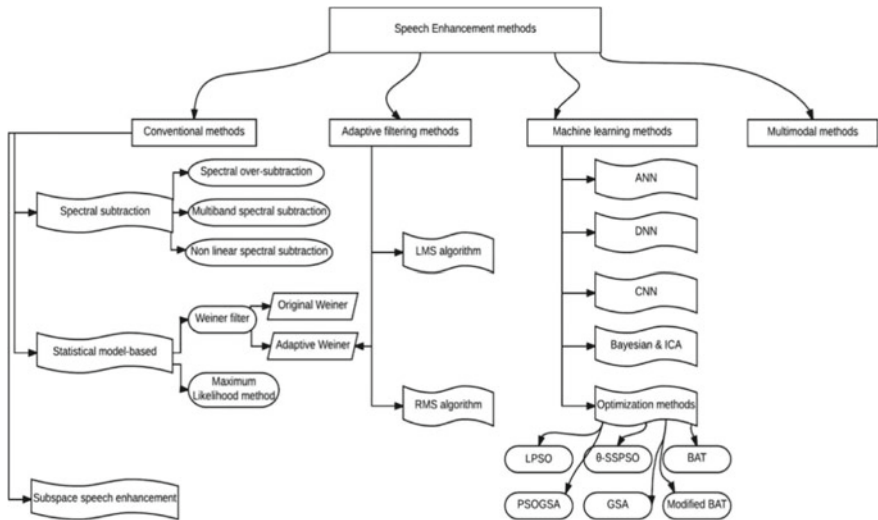 Speech Enhancement methods
Conventional methods
Adaptive filtering methods
Machine learning methods
Multimodal methods
Spectral subtraction
Spectral over-subtraction
Multiband spectral subtraction
Non linear spectral subtraction
Statistical model-based
Weiner filter
Original Weiner
Adaptive Weiner
Maximum
Likelihood method
Subspace speech enhancement
LMS algorithm
RMS algorithm
ANN
DNN
CNN
Bayesian & ICA
Optimization methods
LPSO
θ-SSPSO
BAT
PSOGSA
GSA
Modified BAT